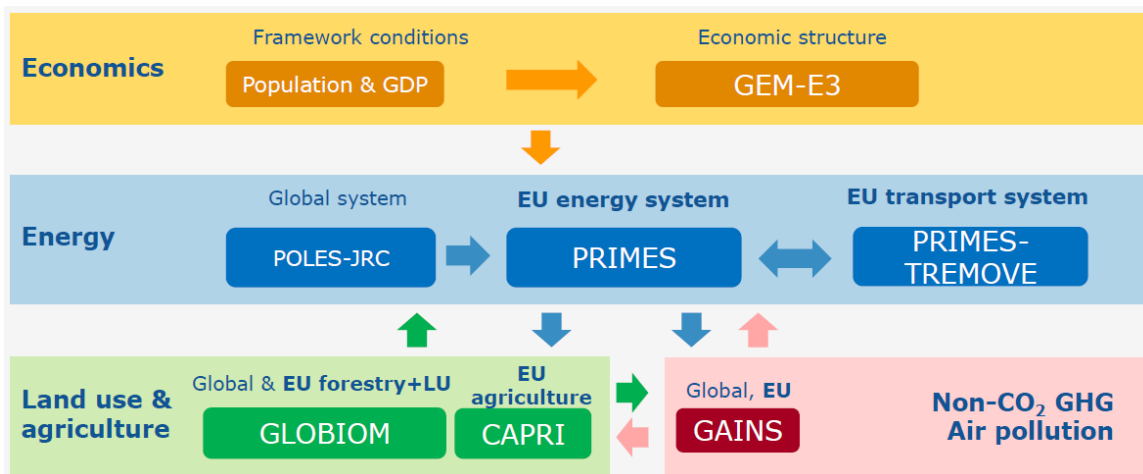 Framework conditions
Economic structure
Economics
Population & GDP
GEM-E3
Global system
EU energy system
EU transport system
Energy
POLES-JRC
PRIMES
PRIMES-
TREMOVE
Land use &
agriculture
Global & EU forestry+LU
EU
agriculture
GLOBIOM
CAPRI
Global, EU
GAINS
Non-CO₂ GHG
Air pollution